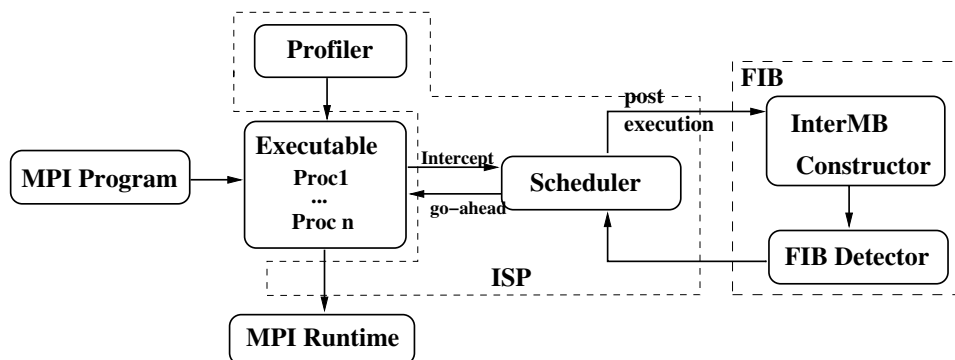 Profiler
FIB
post
execution
InterMB
Constructor
Executable
Proc1
...
Proc n
Intercept
go-ahead
MPI Program
Scheduler
FIB Detector
ISP
MPI Runtime